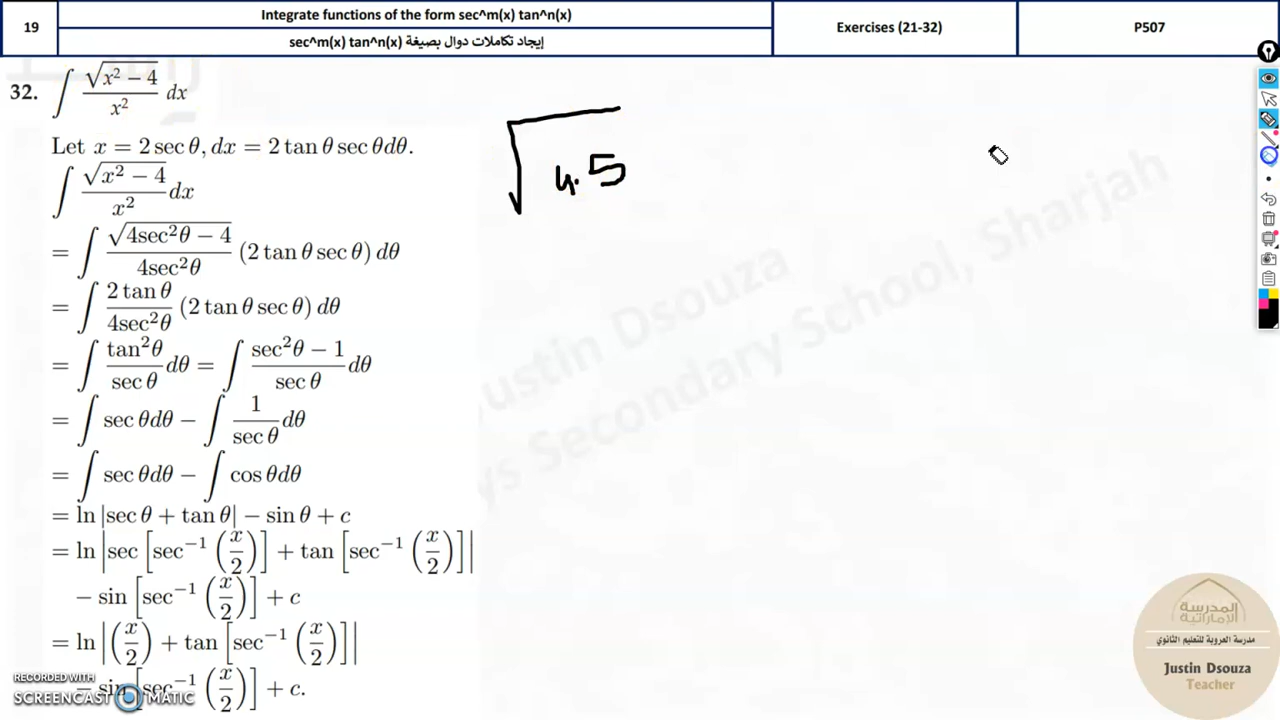 19
Integrate functions of the form sec^m(x) tan^n(x)
إيجاد تكاملات دوال بصيغة sec^m(x) tan^n(x)
Exercises (21-32)
P507
32. ∫ √(x² − 4) / x² dx
Let x = 2 sec θ, dx = 2 tan θ sec θdθ.
∫ √(x² − 4) / x² dx
= ∫ √(4sec²θ − 4) / 4sec²θ (2 tan θ sec θ) dθ
= ∫ 2 tan θ / 4sec²θ (2 tan θ sec θ) dθ
= ∫ tan²θ / sec θ dθ = ∫ (sec²θ − 1) / sec θ dθ
= ∫ sec θdθ − ∫ 1 / sec θ dθ
= ∫ sec θdθ − ∫ cos θdθ
= ln |sec θ + tan θ| − sin θ + c
= ln |sec [sec⁻¹ (x/2)] + tan [sec⁻¹ (x/2)]|
− sin [sec⁻¹ (x/2)] + c
= ln |(x/2) + tan [sec⁻¹ (x/2)]|
− sin [sec⁻¹ (x/2)] + c.
√4.5
Justin Dsouza
Secondary School, Sharjah
RECORDED WITH
SCREENCAST MATIC
المدرسة
الإماراتية
مدرسة العروبة للتعليم الثانوي
Justin Dsouza
Teacher